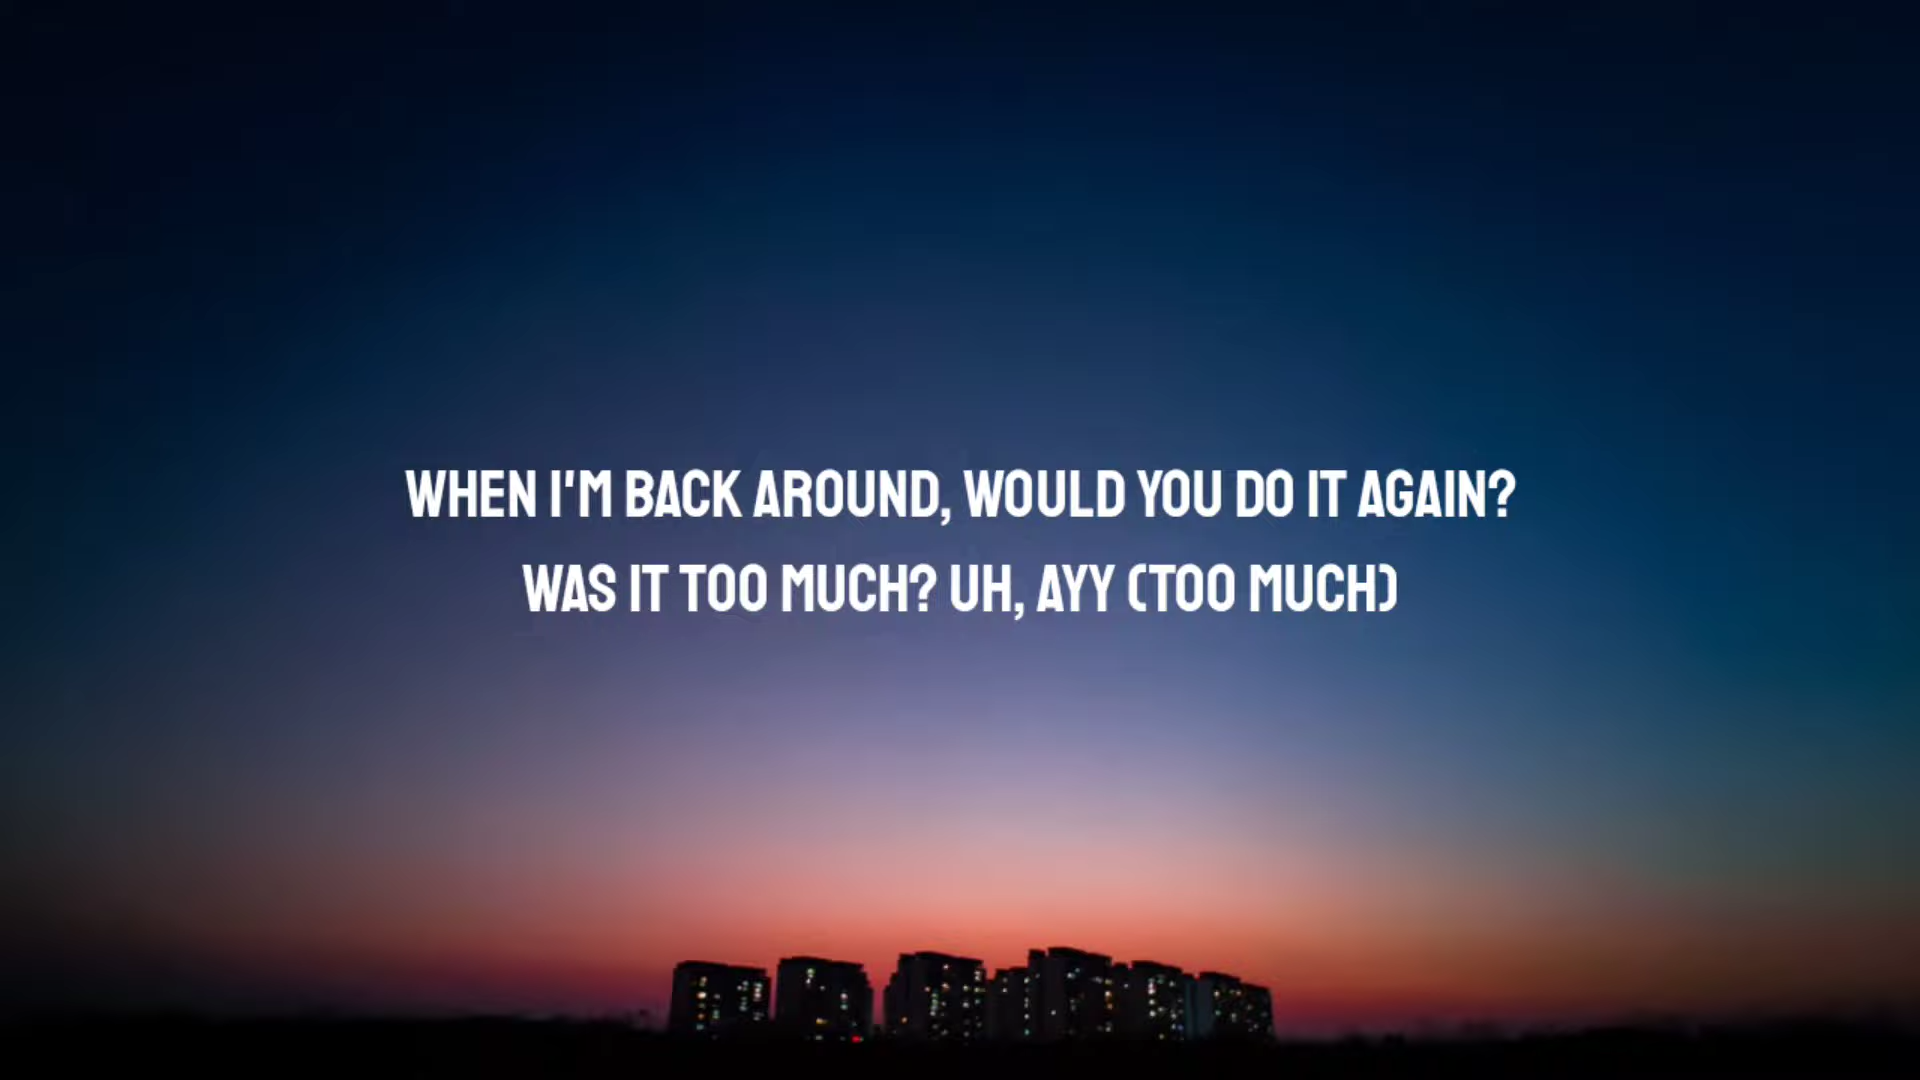 WHEN I'M BACK AROUND, WOULD YOU DO IT AGAIN?
WAS IT TOO MUCH? UH, AYY (TOO MUCH)